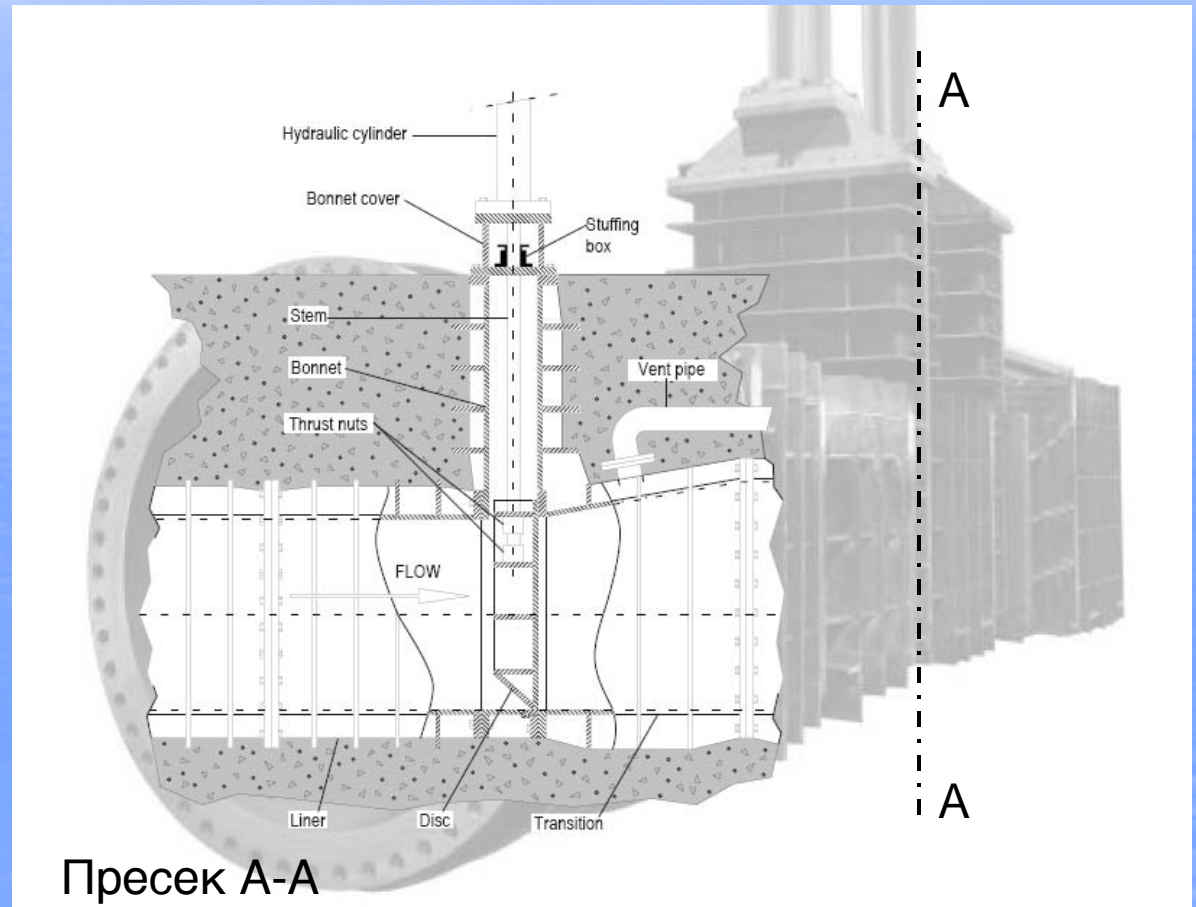 A
Hydraulic cylinder
Bonnet cover
Stuffing
box
Stem
Bonnet
Vent pipe
Thrust nuts
FLOW
A
Liner
Disc
Transition
Пресек А-А